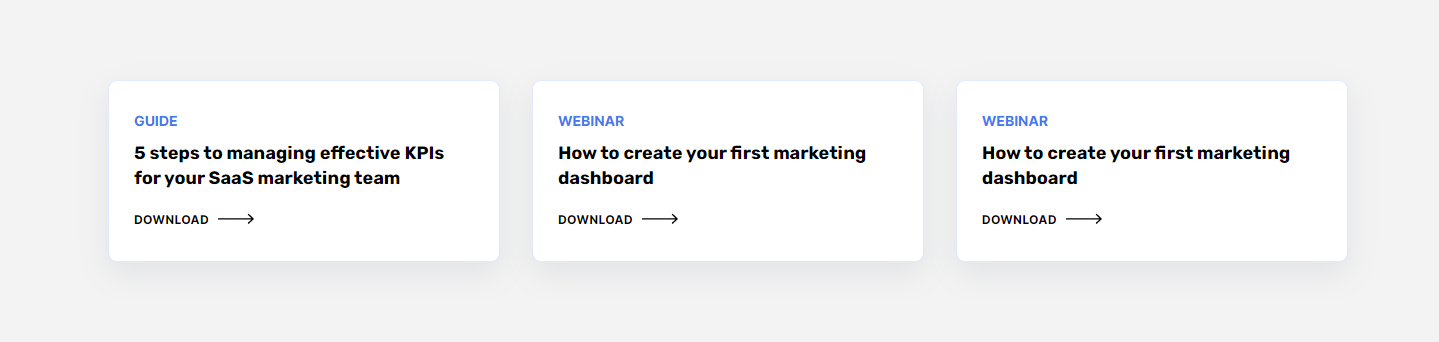 GUIDE
5 steps to managing effective KPIs
for your SaaS marketing team
DOWNLOAD
WEBINAR
How to create your first marketing
dashboard
DOWNLOAD
WEBINAR
How to create your first marketing
dashboard
DOWNLOAD